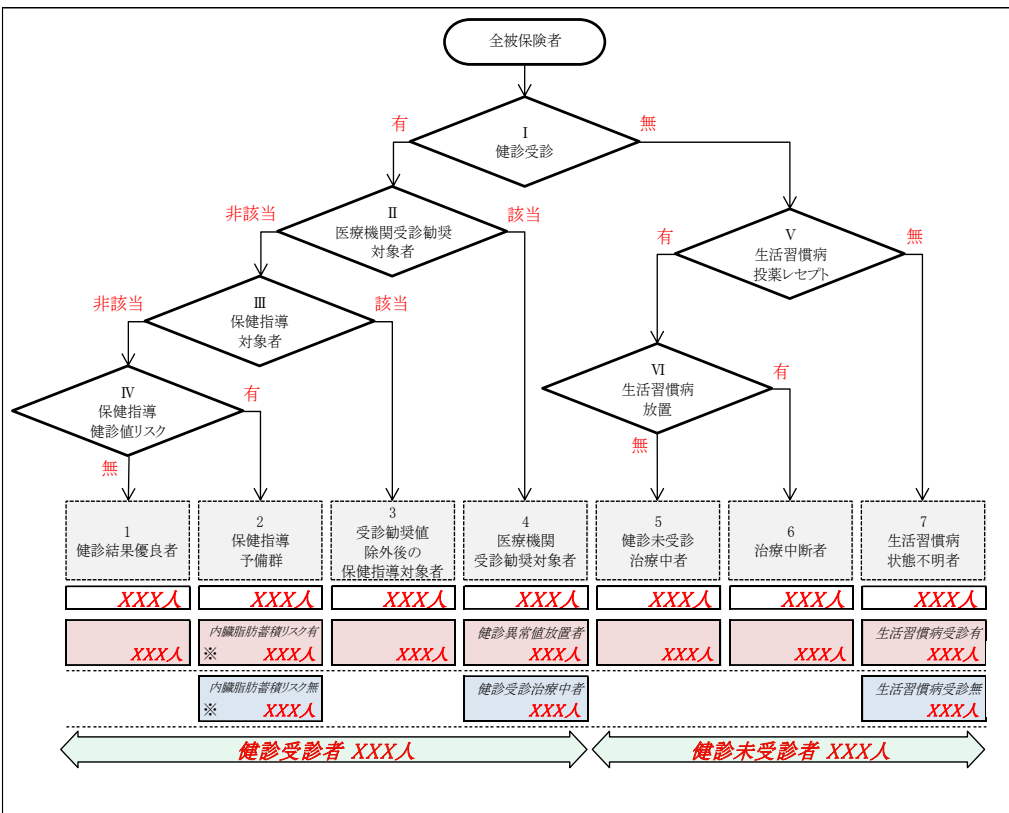 全被保険者
Ⅰ
健診受診
有
無
Ⅱ
医療機関受診勧奨
対象者
非該当
該当
Ⅴ
生活習慣病
投薬レセプト
有
無
Ⅲ
保健指導
対象者
非該当
該当
Ⅵ
生活習慣病
放置
有
無
Ⅳ
保健指導
健診値リスク
有
無
1
健診結果優良者
2
保健指導
予備群
3
受診勧奨値
除外後の
保健指導対象者
4
医療機関
受診勧奨対象者
5
健診未受診
治療中者
6
治療中断者
7
生活習慣病
状態不明者
XXX人
XXX人
XXX人
XXX人
XXX人
XXX人
XXX人
XXX人
内臓脂肪蓄積リスク有
※ XXX人
XXX人
健診異常値放置者
XXX人
XXX人
XXX人
生活習慣病受診有
XXX人
内臓脂肪蓄積リスク無
※ XXX人
健診受診治療中者
XXX人
生活習慣病受診無
XXX人
健診受診者 XXX人
健診未受診者 XXX人